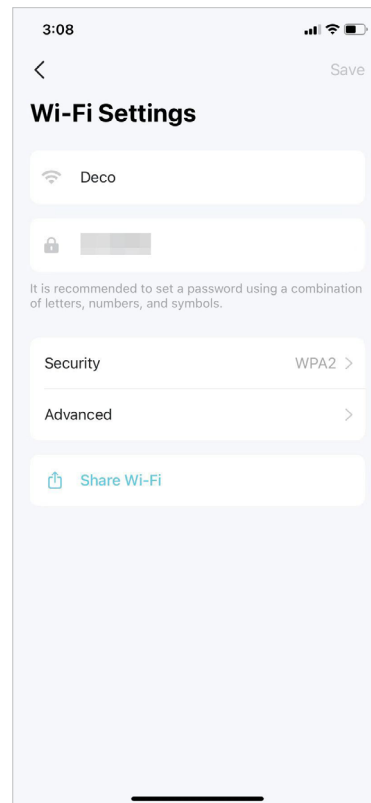 3:08
Save
Wi-Fi Settings
Deco
It is recommended to set a password using a combination
of letters, numbers, and symbols.
Security WPA2
Advanced
Share Wi-Fi